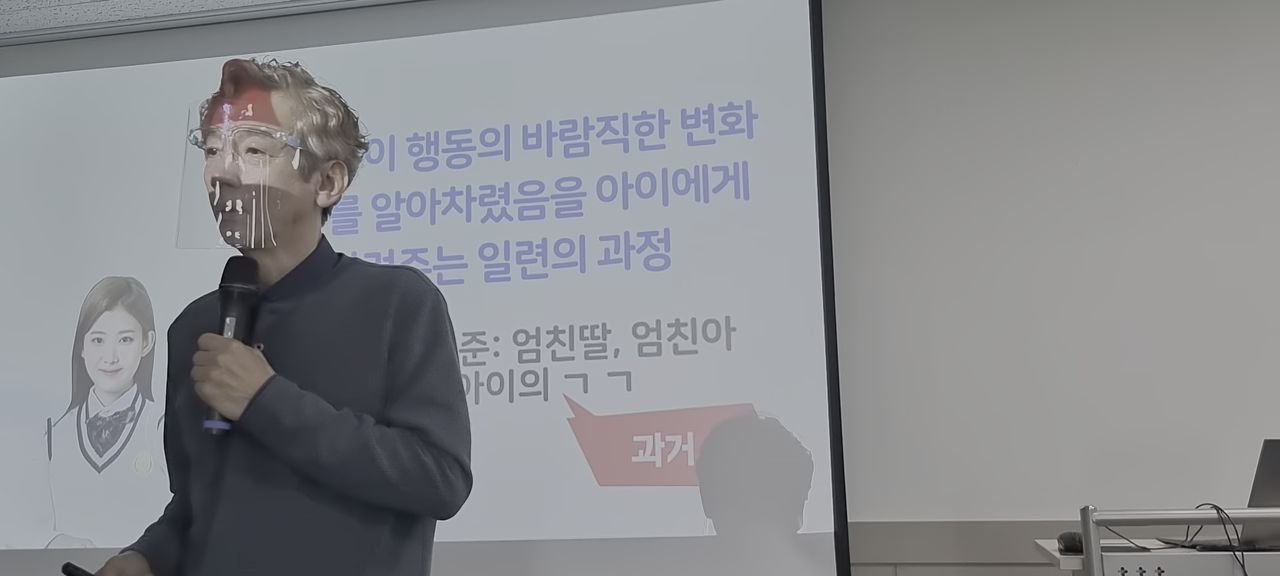 이 행동의 바람직한 변화
를 알아차렸음을 아이에게
주는 일련의 과정
준: 엄친딸, 엄친아
아이의 ㄱ ㄱ
과거